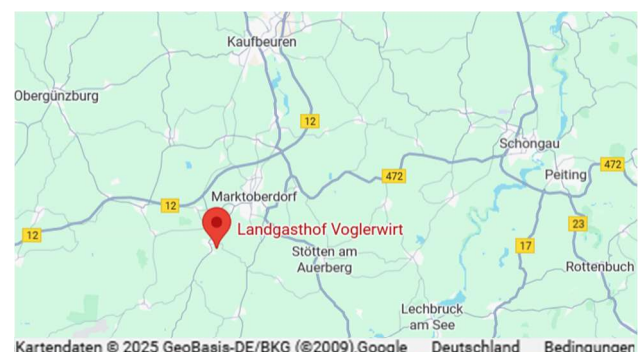 Kaufbeuren
Obergünzburg
12
Schongau
472
472
Peiting
Marktoberdorf
12
Landgasthof Voglerwirt
23
12
17
Stötten am
Auerberg
Rottenbuch
Lechbruck
am See
Kartendaten © 2025 GeoBasis-DE/BKG (©2009),Google Deutschland Bedingungen